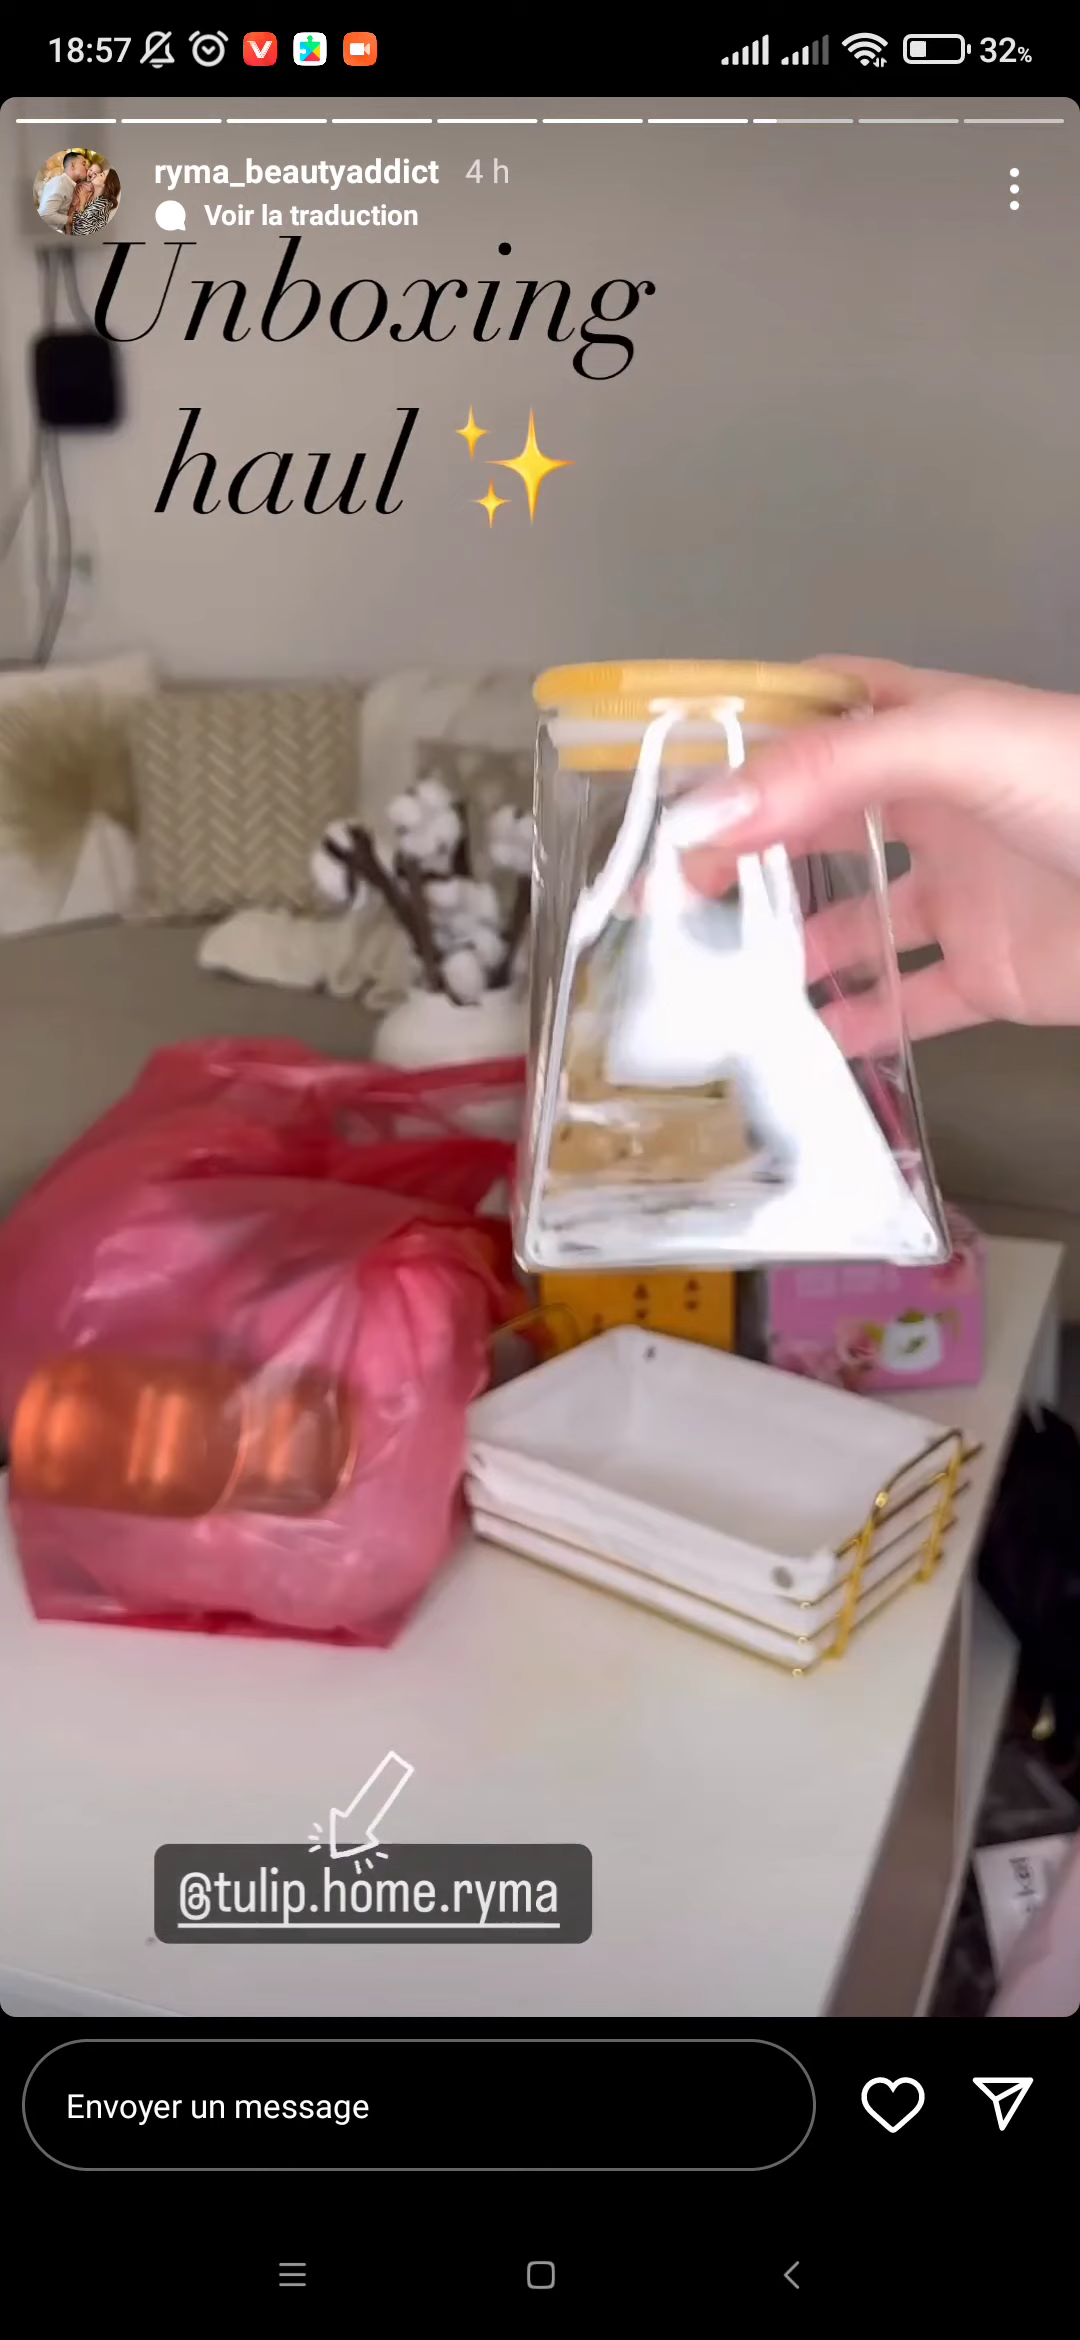 18:57
32%
ryma_beautyaddict 4 h
Voir la traduction
Unboxing
haul ✨
@tulip.home.ryma
Envoyer un message